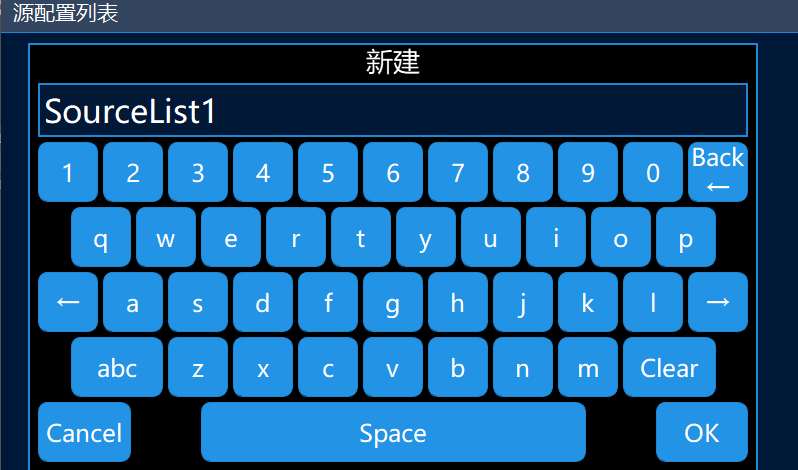 源配置列表
新建
SourceList1
1 2 3 4 5 6 7 8 9 0 Back ←
q w e r t y u i o p
← a s d f g h j k l →
abc z x c v b n m Clear
Cancel Space OK